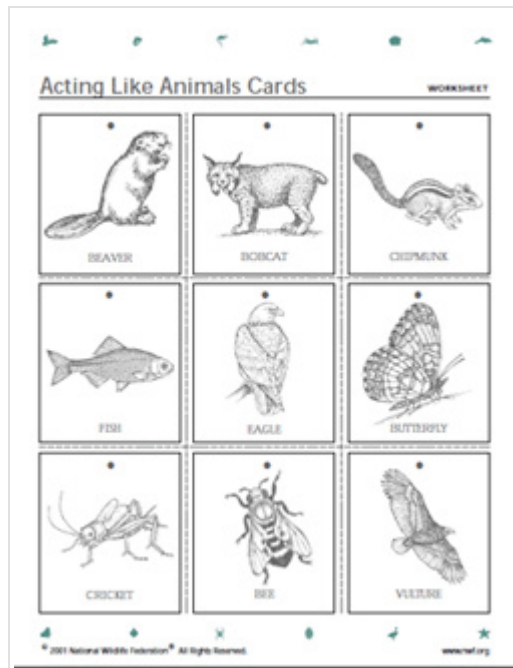 Acting Like Animals Cards WORKSHEET
BEAVER BOBCAT CHIPMUNK
FISH EAGLE BUTTERFLY
CRICKET BEE VULTURE
© 2001 National Wildlife Federation® All Rights Reserved. www.nwf.org